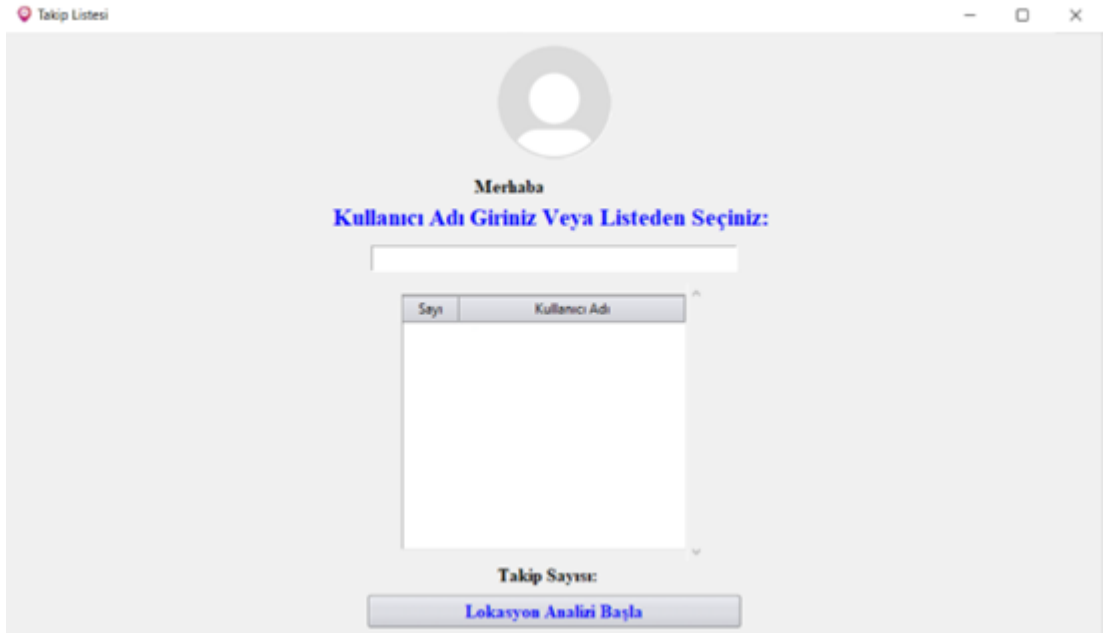 Takip Listesi
Merhaba
Kullanıcı Adı Giriniz Veya Listeden Seçiniz:
Sayı Kullanıcı Adı
Takip Sayısı:
Lokasyon Analizi Başla